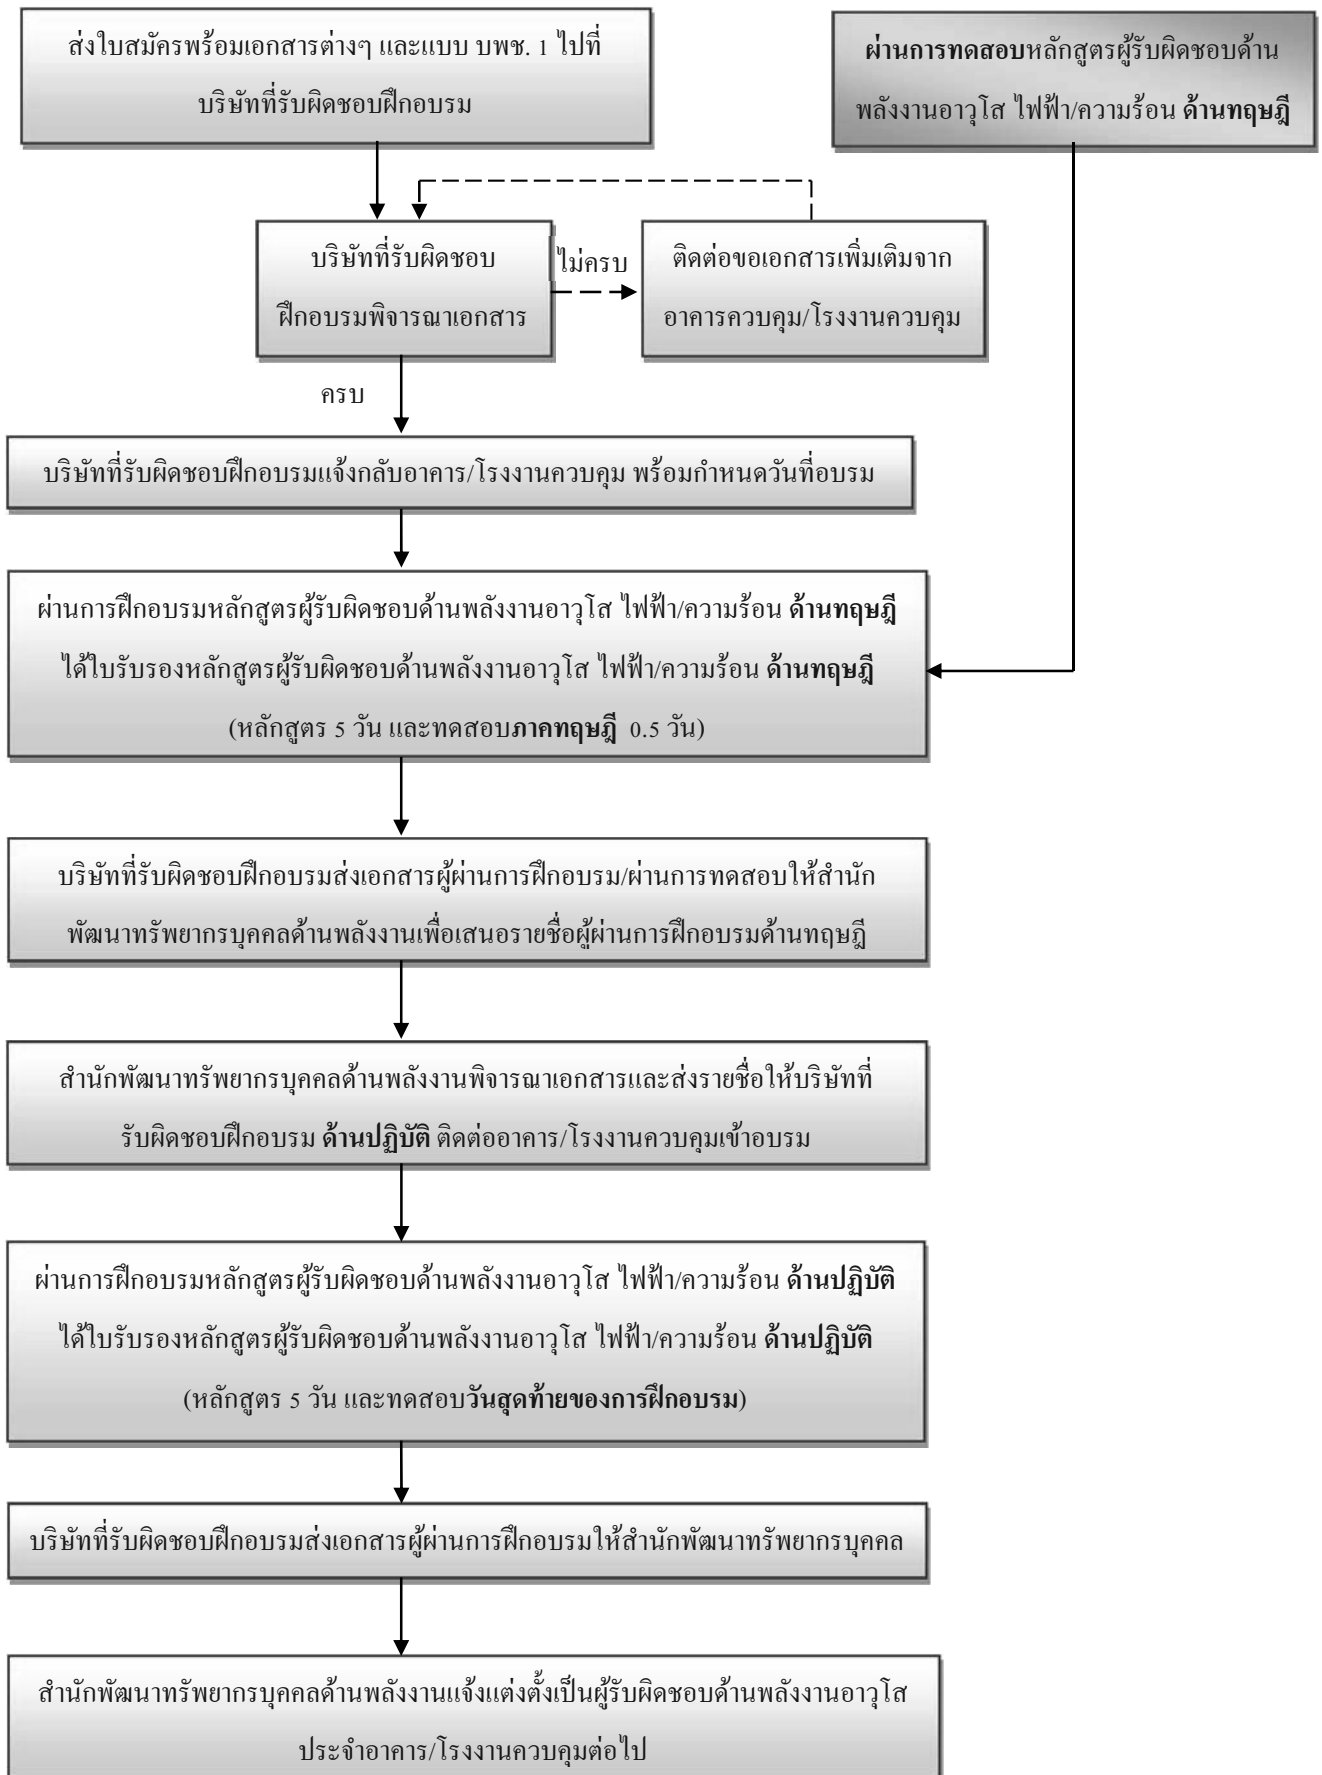 ส่งใบสมัครพร้อมเอกสารต่างๆ และแบบ บพช. 1 ไปที่
บริษัทที่รับผิดชอบฝึกอบรม
ผ่านการทดสอบหลักสูตรผู้รับผิดชอบด้าน
พลังงานอาวุโส ไฟฟ้า/ความร้อน ด้านทฤษฎี
บริษัทที่รับผิดชอบ
ฝึกอบรมพิจารณาเอกสาร
ไม่ครบ
ติดต่อขอเอกสารเพิ่มเติมจาก
อาคารควบคุม/โรงงานควบคุม
ครบ
บริษัทที่รับผิดชอบฝึกอบรมแจ้งกลับอาคาร/โรงงานควบคุม พร้อมกำหนดวันที่อบรม
ผ่านการฝึกอบรมหลักสูตรผู้รับผิดชอบด้านพลังงานอาวุโส ไฟฟ้า/ความร้อน ด้านทฤษฎี
ได้ใบรับรองหลักสูตรผู้รับผิดชอบด้านพลังงานอาวุโส ไฟฟ้า/ความร้อน ด้านทฤษฎี
(หลักสูตร 5 วัน และทดสอบภาคทฤษฎี 0.5 วัน)
บริษัทที่รับผิดชอบฝึกอบรมส่งเอกสารผู้ผ่านการฝึกอบรม/ผ่านการทดสอบให้สำนัก
พัฒนาทรัพยากรบุคคลด้านพลังงานเพื่อเสนอรายชื่อผู้ผ่านการฝึกอบรมด้านทฤษฎี
สำนักพัฒนาทรัพยากรบุคคลด้านพลังงานพิจารณาเอกสารและส่งรายชื่อให้บริษัทที่
รับผิดชอบฝึกอบรม ด้านปฏิบัติ ติดต่ออาคาร/โรงงานควบคุมเข้าอบรม
ผ่านการฝึกอบรมหลักสูตรผู้รับผิดชอบด้านพลังงานอาวุโส ไฟฟ้า/ความร้อน ด้านปฏิบัติ
ได้ใบรับรองหลักสูตรผู้รับผิดชอบด้านพลังงานอาวุโส ไฟฟ้า/ความร้อน ด้านปฏิบัติ
(หลักสูตร 5 วัน และทดสอบวันสุดท้ายของการฝึกอบรม)
บริษัทที่รับผิดชอบฝึกอบรมส่งเอกสารผู้ผ่านการฝึกอบรมให้สำนักพัฒนาทรัพยากรบุคคล
สำนักพัฒนาทรัพยากรบุคคลด้านพลังงานแจ้งแต่งตั้งเป็นผู้รับผิดชอบด้านพลังงานอาวุโส
ประจำอาคาร/โรงงานควบคุมต่อไป